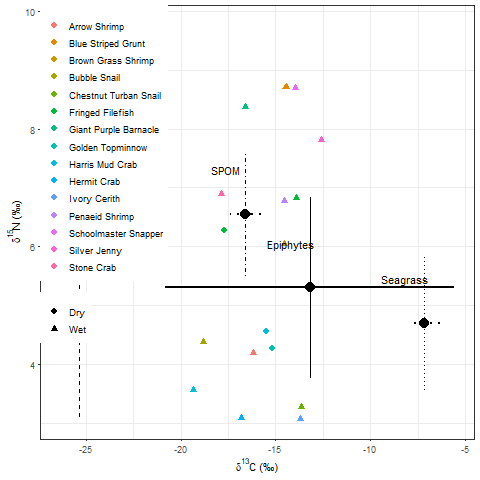 10
8
6
4
δ15N (‰)
Arrow Shrimp
Blue Striped Grunt
Brown Grass Shrimp
Bubble Snail
Chestnut Turban Snail
Fringed Filefish
Giant Purple Barnacle
Golden Topminnow
Harris Mud Crab
Hermit Crab
Ivory Cerith
Penaeid Shrimp
Schoolmaster Snapper
Silver Jenny
Stone Crab
Dry
Wet
SPOM
Epiphytes
Seagrass
-25 -20 -15 -10 -5
δ13C (‰)